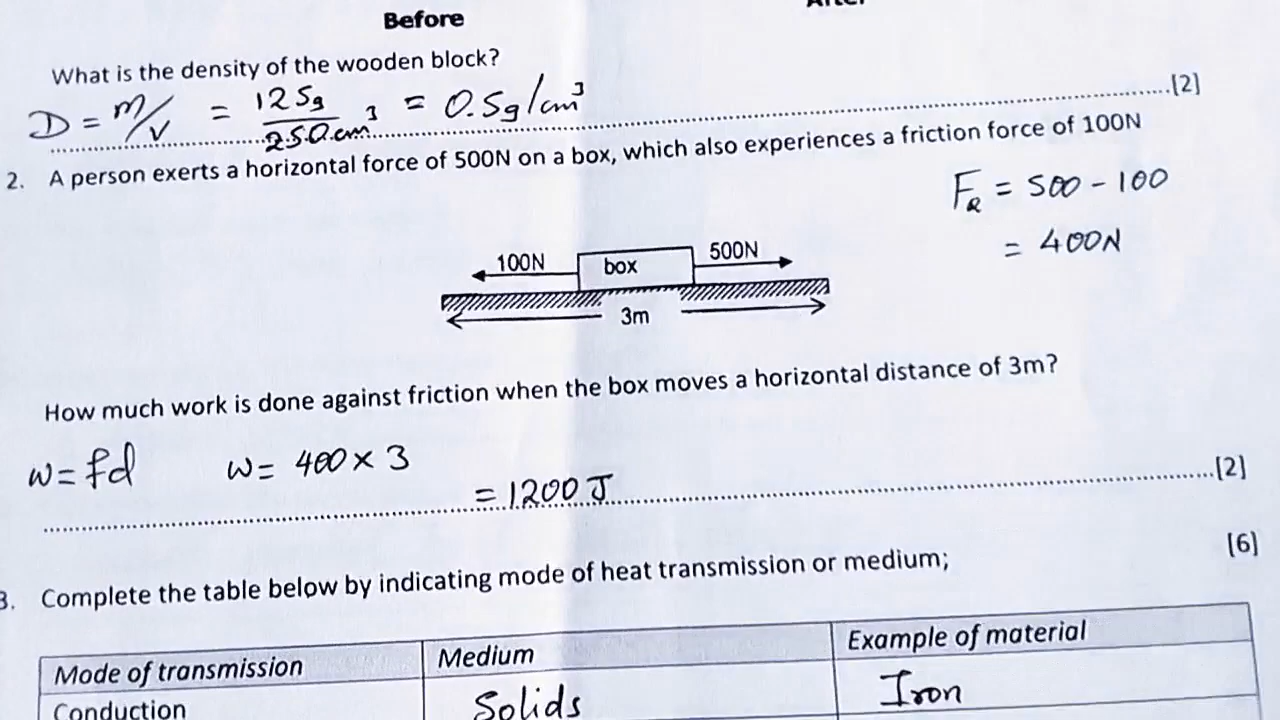 Before
What is the density of the wooden block?
D = m/v = 125g / 250cm³ = 0.5g/cm³ [2]
2. A person exerts a horizontal force of 500N on a box, which also experiences a friction force of 100N
F_R = 500 - 100
= 400N
100N box 500N
3m
How much work is done against friction when the box moves a horizontal distance of 3m?
w = fd w = 400 x 3
= 1200J [2]
[6]
3. Complete the table below by indicating mode of heat transmission or medium;
Mode of transmission Medium Example of material
Conduction Solids Iron